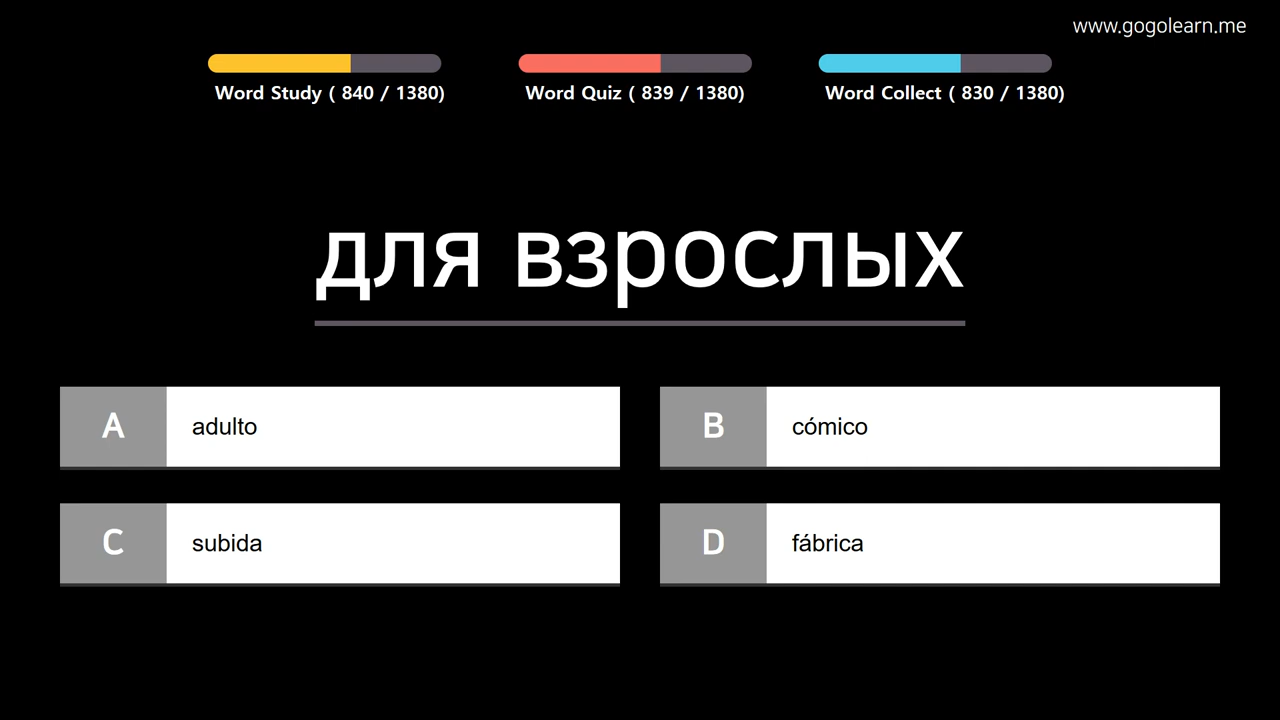 www.gogolearn.me
Word Study ( 840 / 1380)
Word Quiz ( 839 / 1380)
Word Collect ( 830 / 1380)
для взрослых
A adulto
B cómico
C subida
D fábrica